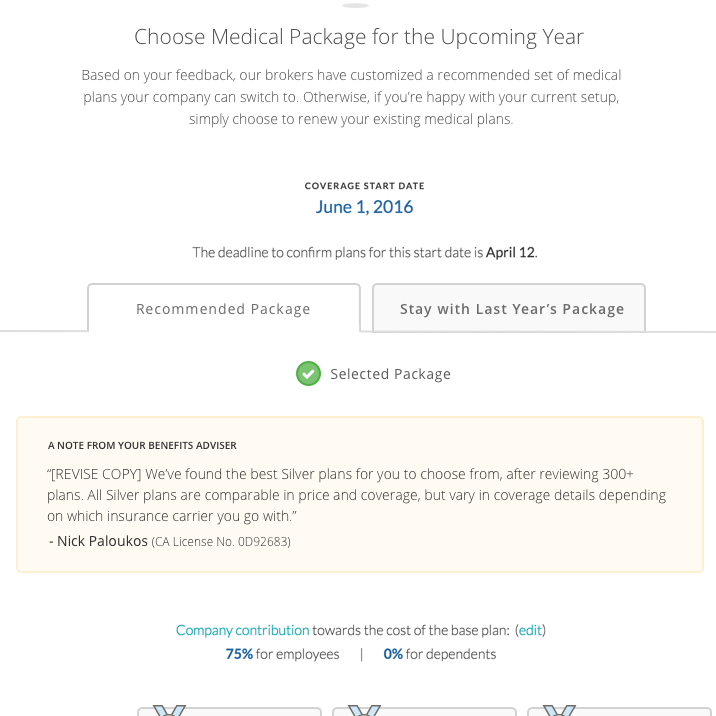 Choose Medical Package for the Upcoming Year
Based on your feedback, our brokers have customized a recommended set of medical
plans your company can switch to. Otherwise, if you’re happy with your current setup,
simply choose to renew your existing medical plans.
COVERAGE START DATE
June 1, 2016
The deadline to confirm plans for this start date is April 12.
Recommended Package
Stay with Last Year’s Package
Selected Package
A NOTE FROM YOUR BENEFITS ADVISER
“[REVISE COPY] We’ve found the best Silver plans for you to choose from, after reviewing 300+
plans. All Silver plans are comparable in price and coverage, but vary in coverage details depending
on which insurance carrier you go with.”
- Nick Paloukos (CA License No. 0D92683)
Company contribution towards the cost of the base plan: (edit)
75% for employees | 0% for dependents